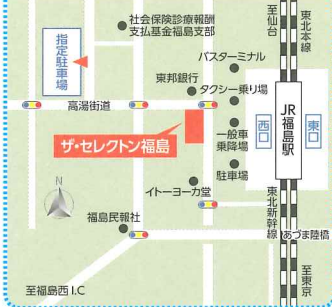 社会保険診療報酬
支払基金福島支部
至仙台
東北本線
指定駐車場
バスターミナル
東邦銀行
タクシー乗り場
高湯街道
JR福島駅
西口
東口
ザ・セレクトン福島
一般車
乗降場
駐車場
イトーヨーカ堂
N
福島民報社
東北新幹線
あづま陸橋
至福島西I.C
至東京